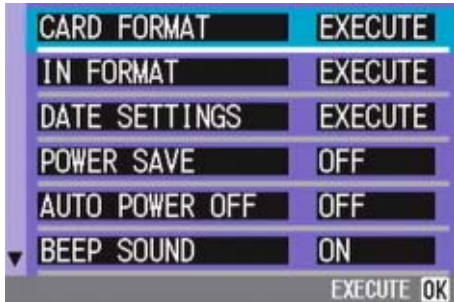 CARD FORMAT EXECUTE
IN FORMAT EXECUTE
DATE SETTINGS EXECUTE
POWER SAVE OFF
AUTO POWER OFF OFF
BEEP SOUND ON
EXECUTE OK